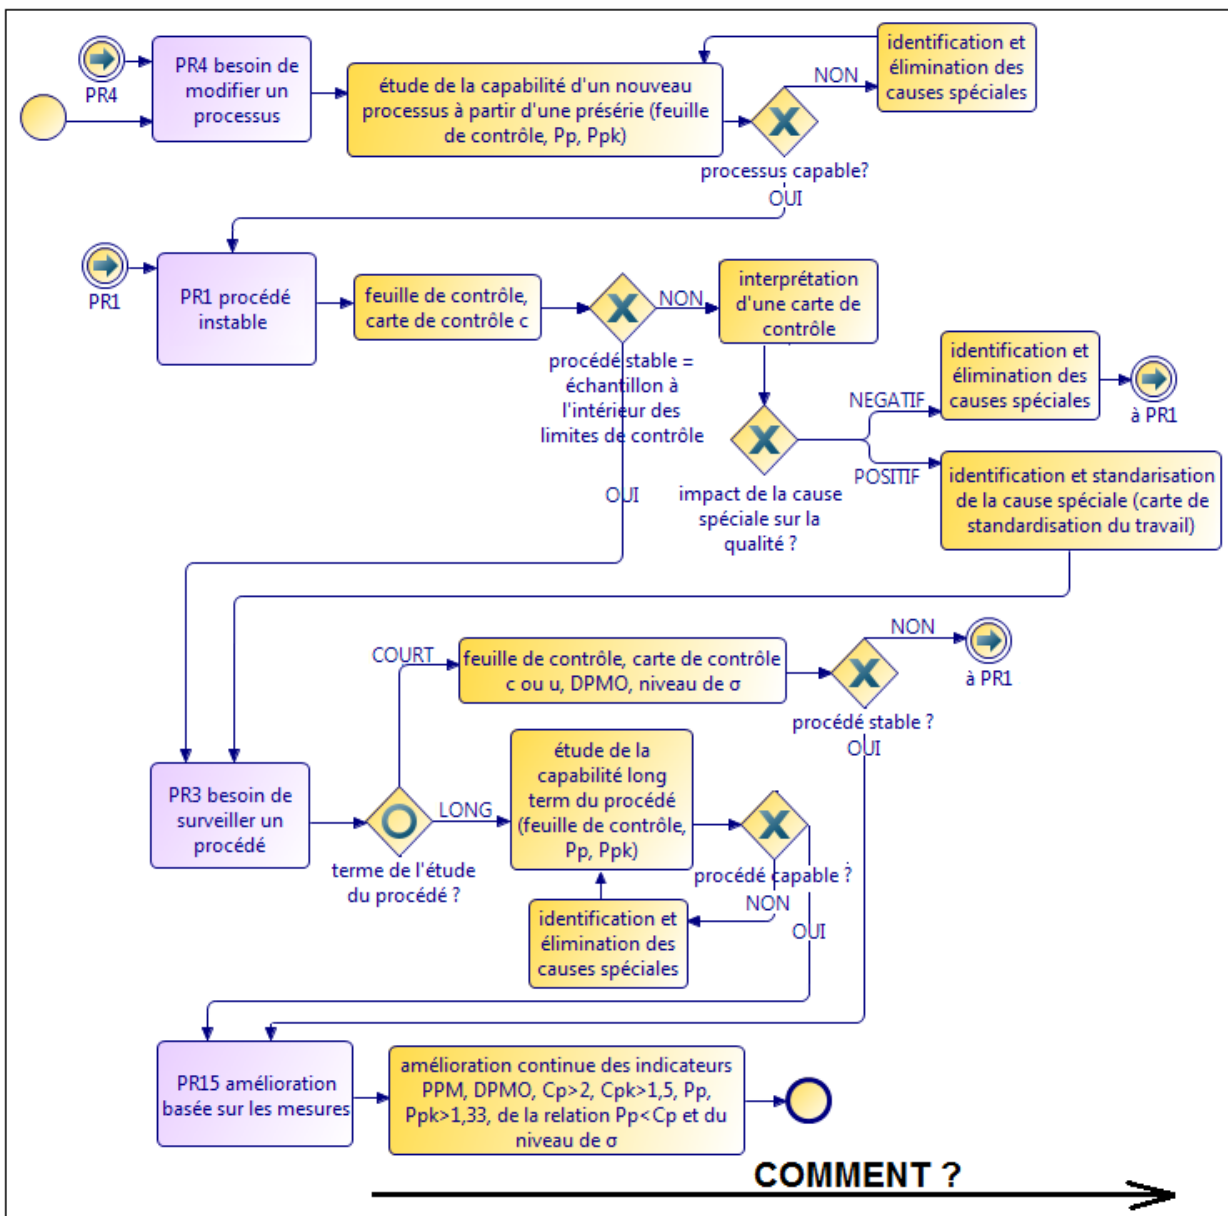 PR4
PR4 besoin de
modifier un
processus
étude de la capabilité d'un nouveau
processus à partir d'une présérie (feuille
de contrôle, Pp, Ppk)
NON
identification et
élimination des
causes spéciales
processus capable?
OUI
PR1
PR1 procédé
instable
feuille de contrôle,
carte de contrôle c
NON
procédé stable =
échantillon à
l'intérieur des
limites de contrôle
OUI
interprétation
d'une carte de
contrôle
impact de la cause
spéciale sur la
qualité ?
NEGATIF
identification et
élimination des
causes spéciales
à PR1
POSITIF
identification et standarisation
de la cause spéciale (carte de
standardisation du travail)
PR3 besoin de
surveiller un
procédé
terme de l'étude
du procédé ?
COURT
feuille de contrôle, carte de contrôle
c ou u, DPMO, niveau de σ
procédé stable ?
NON
à PR1
OUI
LONG
étude de la
capabilité long
term du procédé
(feuille de contrôle,
Pp, Ppk)
procédé capable ?
NON
identification et
élimination des
causes spéciales
OUI
PR15 amélioration
basée sur les mesures
amélioration continue des indicateurs
PPM, DPMO, Cp>2, Cpk>1,5, Pp,
Ppk>1,33, de la relation Pp<Cp et du
niveau de σ
COMMENT ?